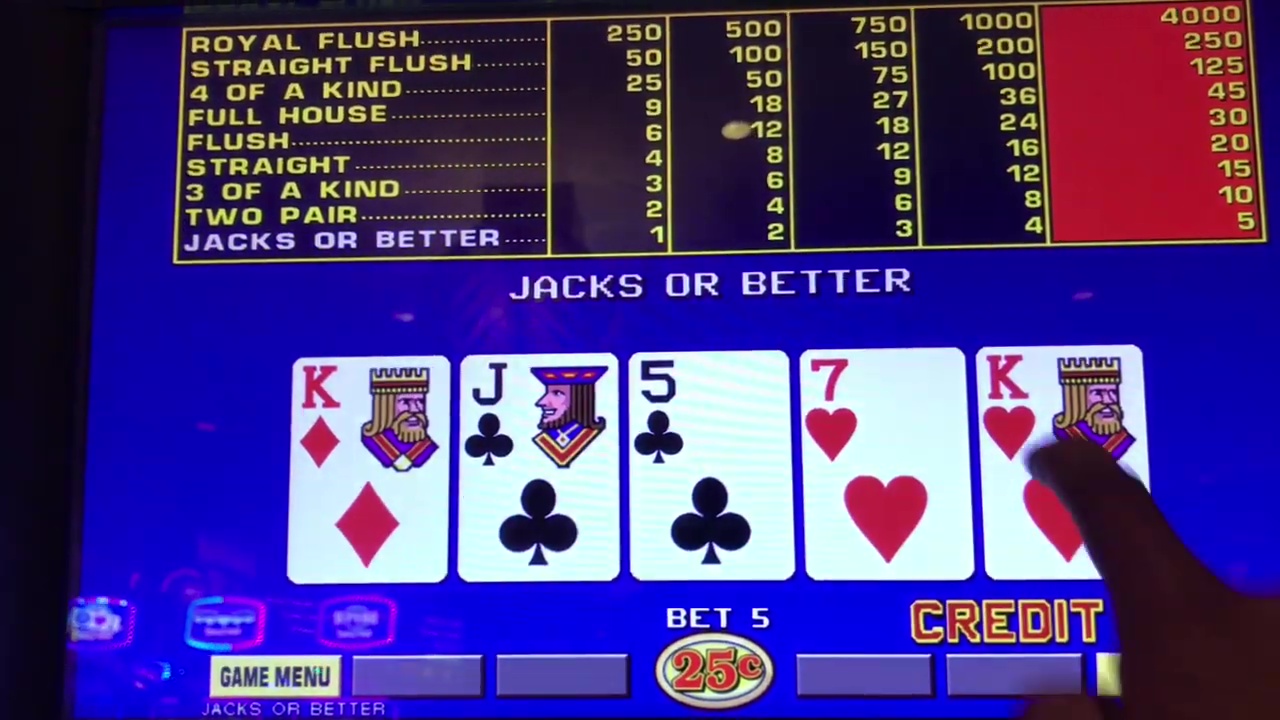 ROYAL FLUSH 250 500 750 1000 4000
STRAIGHT FLUSH 50 100 150 200 250
4 OF A KIND 25 50 75 100 125
FULL HOUSE 9 18 27 36 45
FLUSH 6 12 18 24 30
STRAIGHT 4 8 12 16 20
3 OF A KIND 3 6 9 12 15
TWO PAIR 2 4 6 8 10
JACKS OR BETTER 1 2 3 4 5
JACKS OR BETTER
K J 5 7 K
BET 5 CREDIT
GAME MENU 25¢
JACKS OR BETTER